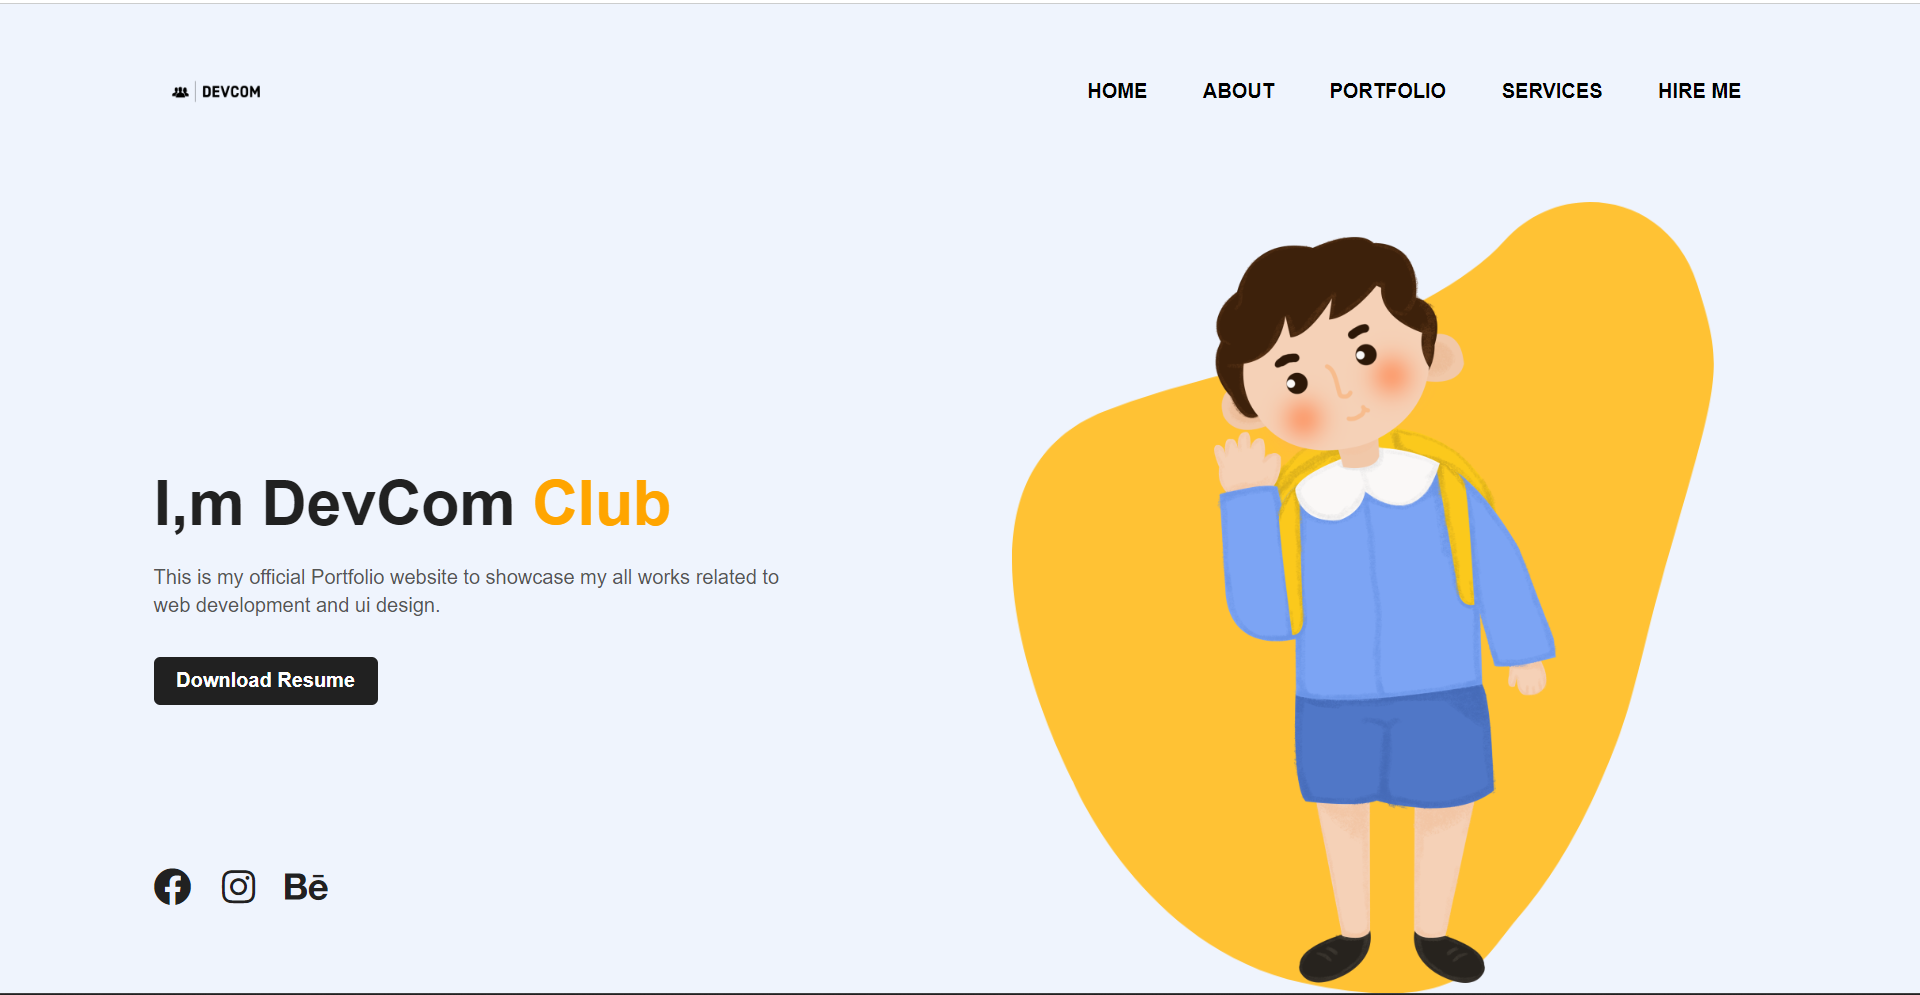 DEVCOM
HOME ABOUT PORTFOLIO SERVICES HIRE ME
I,m DevCom Club
This is my official Portfolio website to showcase my all works related to
web development and ui design.
Download Resume
Bē